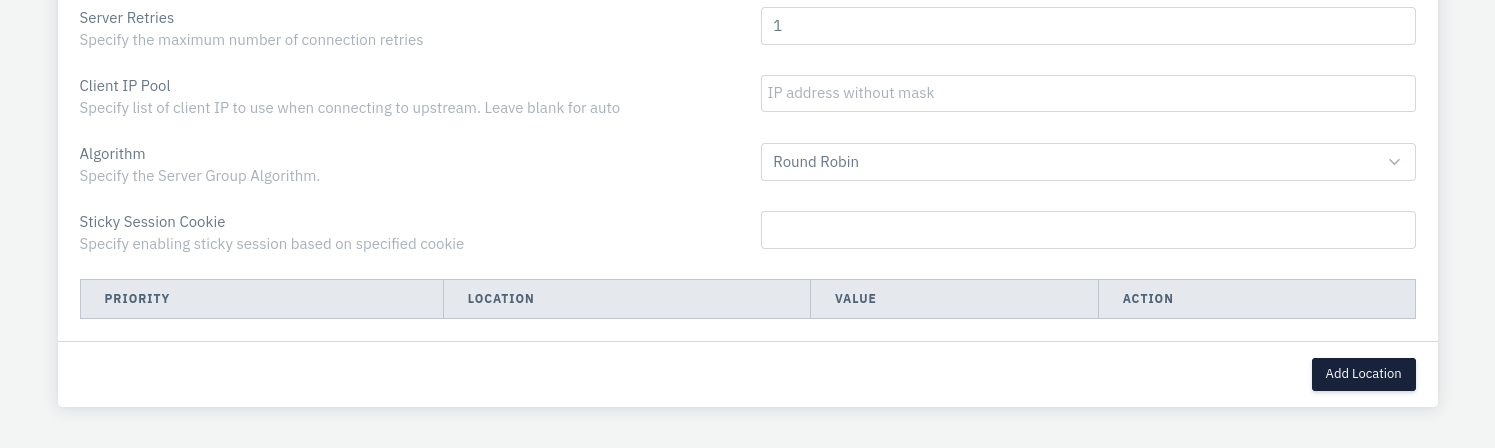 Server Retries
1
Specify the maximum number of connection retries
Client IP Pool
IP address without mask
Specify list of client IP to use when connecting to upstream. Leave blank for auto
Algorithm
Round Robin
Specify the Server Group Algorithm.
Sticky Session Cookie
Specify enabling sticky session based on specified cookie
PRIORITY LOCATION VALUE ACTION
Add Location